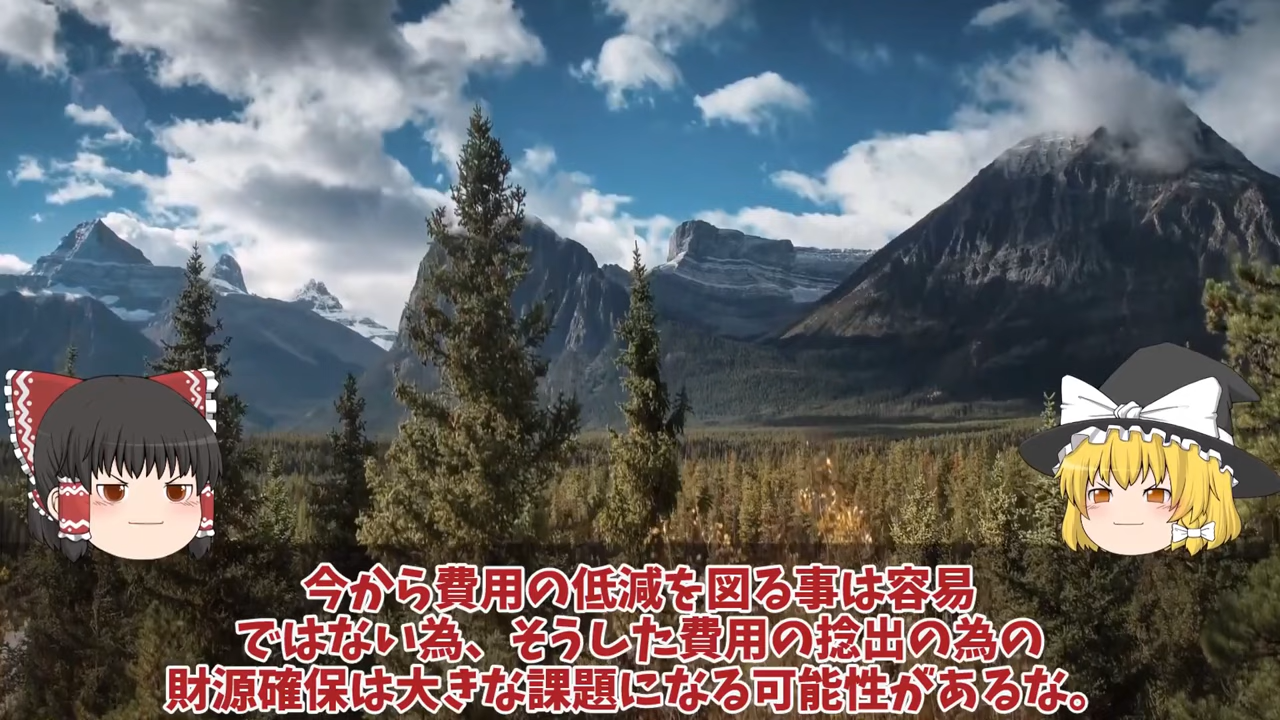 今から費用の低減を図る事は容易
ではない為、そうした費用の捻出の為の
財源確保は大きな課題になる可能性があるな。